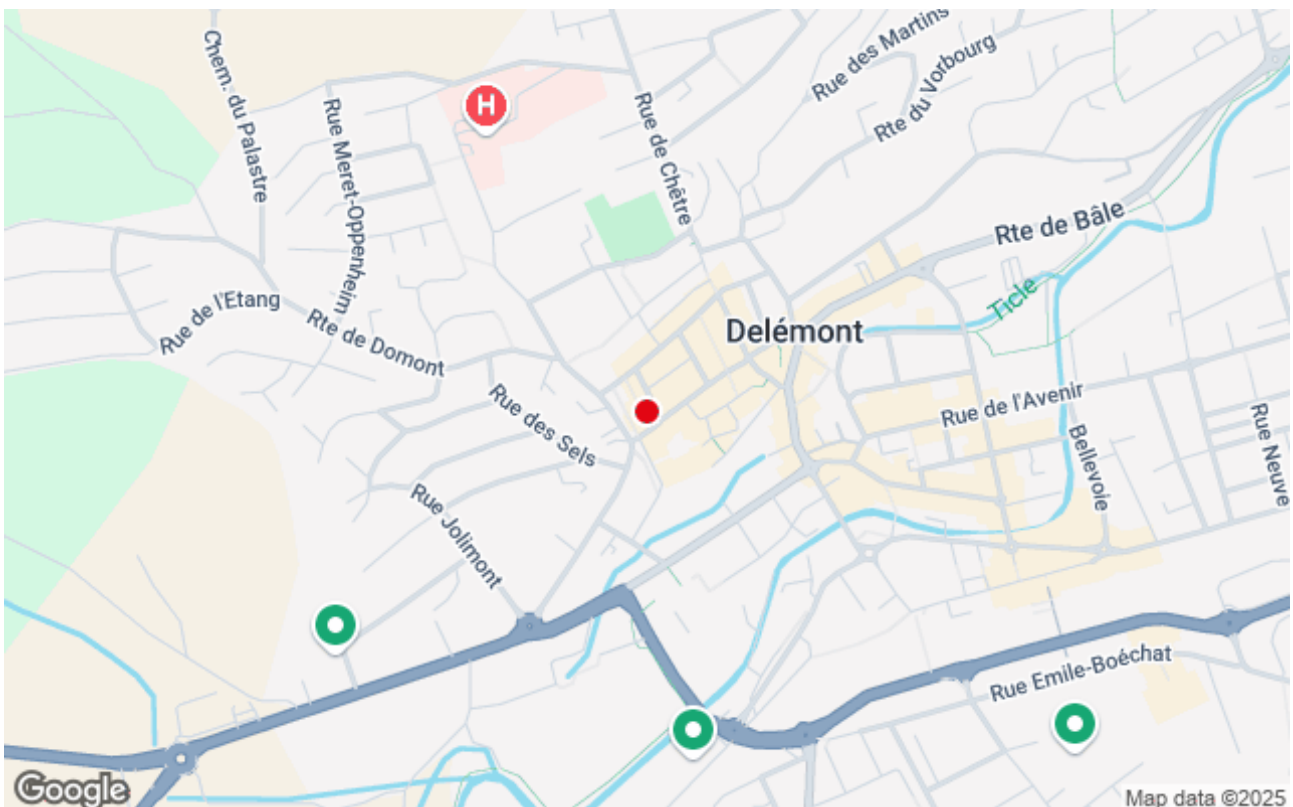 Rue des Martins
Chem. du Palastre
Rte du Vorbourg
H
Rue Meret-Oppenheim
Rue de Chêtre
Rte de Bâle
Rue de l'Etang
Rte de Domont
Ticle
Delémont
Rue des Sels
Rue de l'Avenir
Bellevoie
Rue Neuve
Rue Jolimont
Rue Emile-Boéchat
Google
Map data ©2025